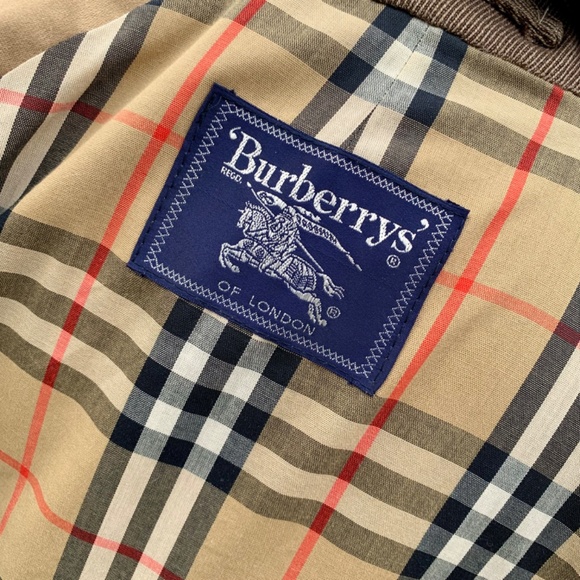 'Burberrys'
REGD.
®
OF LONDON
®